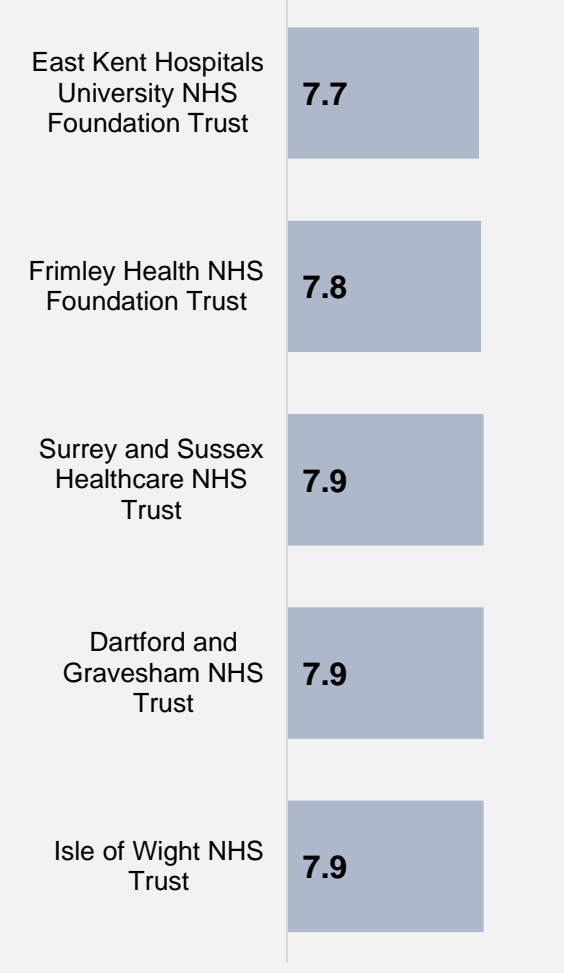 East Kent Hospitals
University NHS
Foundation Trust
7.7
Frimley Health NHS
Foundation Trust
7.8
Surrey and Sussex
Healthcare NHS
Trust
7.9
Dartford and
Gravesham NHS
Trust
7.9
Isle of Wight NHS
Trust
7.9